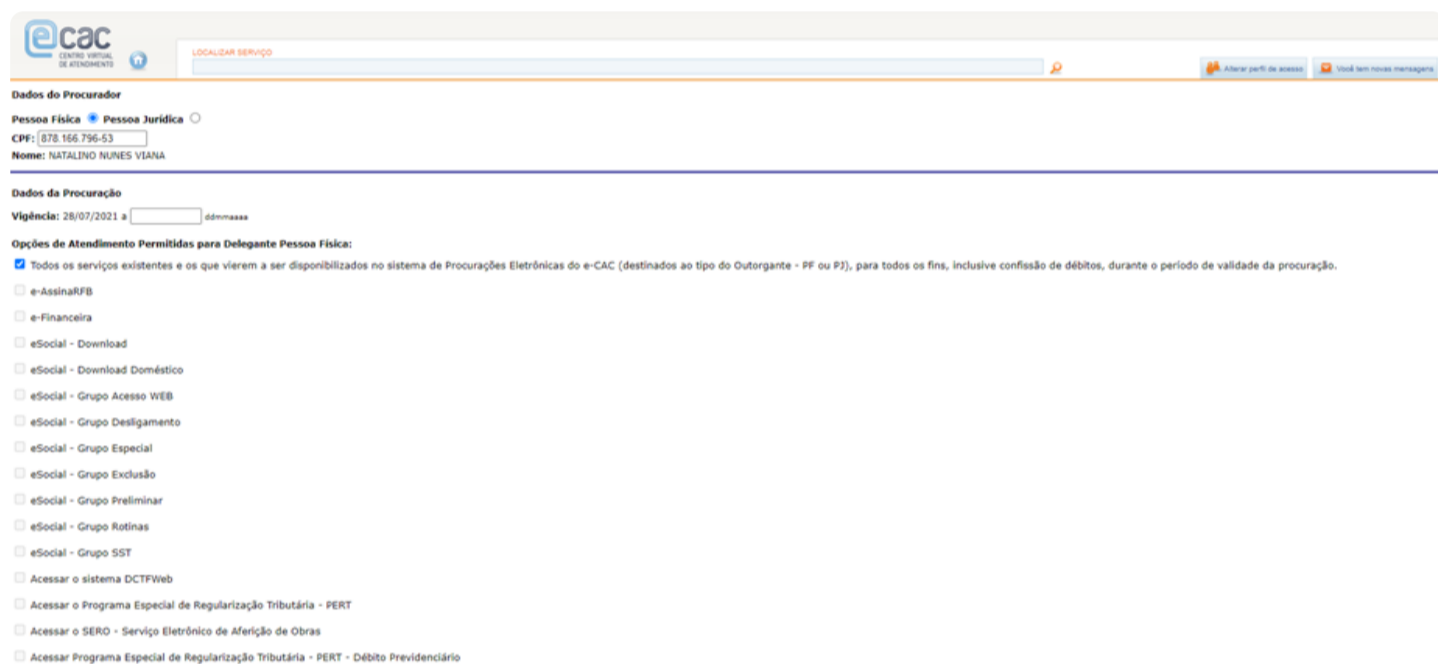 ecac
CENTRO VIRTUAL
DE ATENDIMENTO
LOCALIZAR SERVIÇO
Alterar perfil de acesso
Você tem novas mensagens
Dados do Procurador
Pessoa Física Pessoa Jurídica
CPF: 878.166.796-53
Nome: NATALINO NUNES VIANA
Dados da Procuração
Vigência: 28/07/2021 a ddmmaaaa
Opções de Atendimento Permitidas para Delegante Pessoa Física:
Todos os serviços existentes e os que vierem a ser disponibilizados no sistema de Procurações Eletrônicas do e-CAC (destinados ao tipo do Outorgante - PF ou PJ), para todos os fins, inclusive confissão de débitos, durante o período de validade da procuração.
e-AssinaRFB
e-Financeira
eSocial - Download
eSocial - Download Doméstico
eSocial - Grupo Acesso WEB
eSocial - Grupo Desligamento
eSocial - Grupo Especial
eSocial - Grupo Exclusão
eSocial - Grupo Preliminar
eSocial - Grupo Rotinas
eSocial - Grupo SST
Acessar o sistema DCTFWeb
Acessar o Programa Especial de Regularização Tributária - PERT
Acessar o SERO - Serviço Eletrônico de Aferição de Obras
Acessar Programa Especial de Regularização Tributária - PERT - Débito Previdenciário